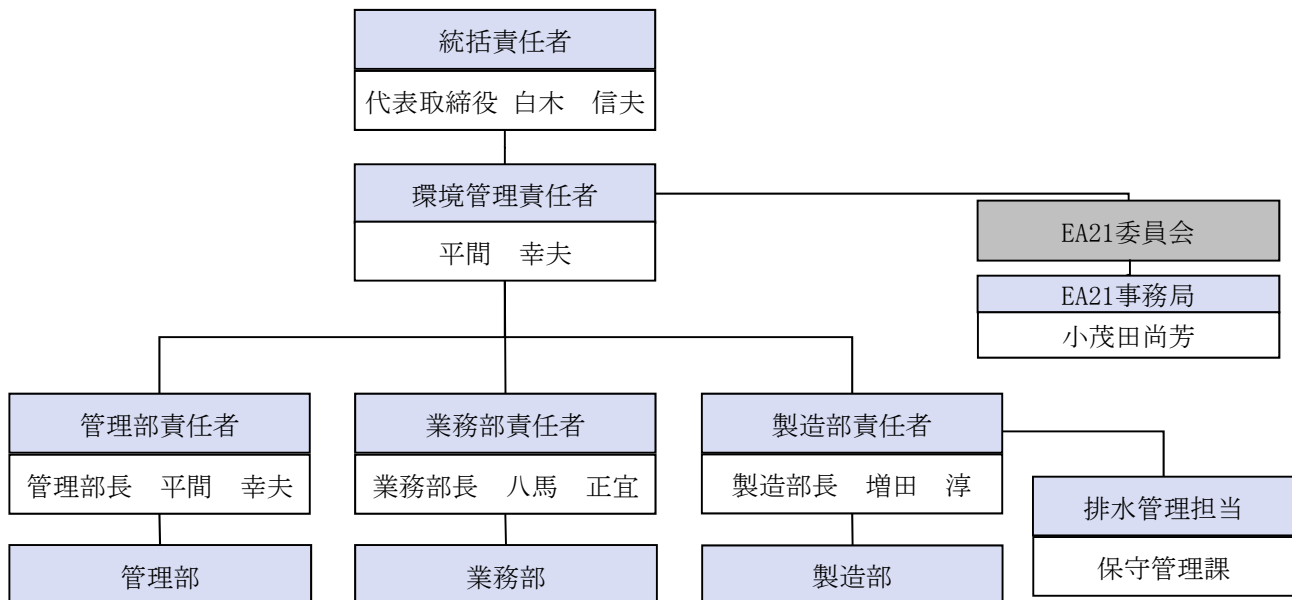 統括責任者
代表取締役 白木　信夫
環境管理責任者
平間　幸夫
EA21委員会
EA21事務局
小茂田尚芳
管理部責任者
管理部長　平間　幸夫
管理部
業務部責任者
業務部長　八馬　正宜
業務部
製造部責任者
製造部長　増田　淳
製造部
排水管理担当
保守管理課